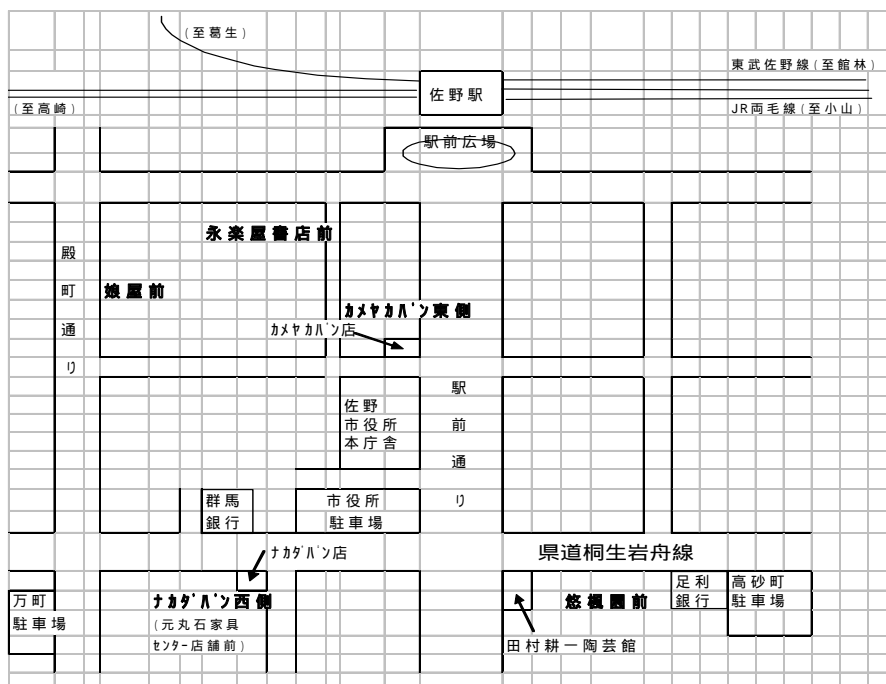 (至葛生)
東武佐野線(至館林)
佐野駅
(至高崎)
JR両毛線(至小山)
駅前広場
永楽屋書店前
殿町通り
娘屋前
カメヤカバン東側
カメヤカバン店
駅前通り
佐野
市役所
本庁舎
群馬
銀行
市役所
駐車場
ナカダパン店
県道桐生岩舟線
万町
駐車場
ナカダパン西側
(元丸石家具
センター店舗前)
悠楓園前
足利
銀行
高砂町
駐車場
田村耕一陶芸館